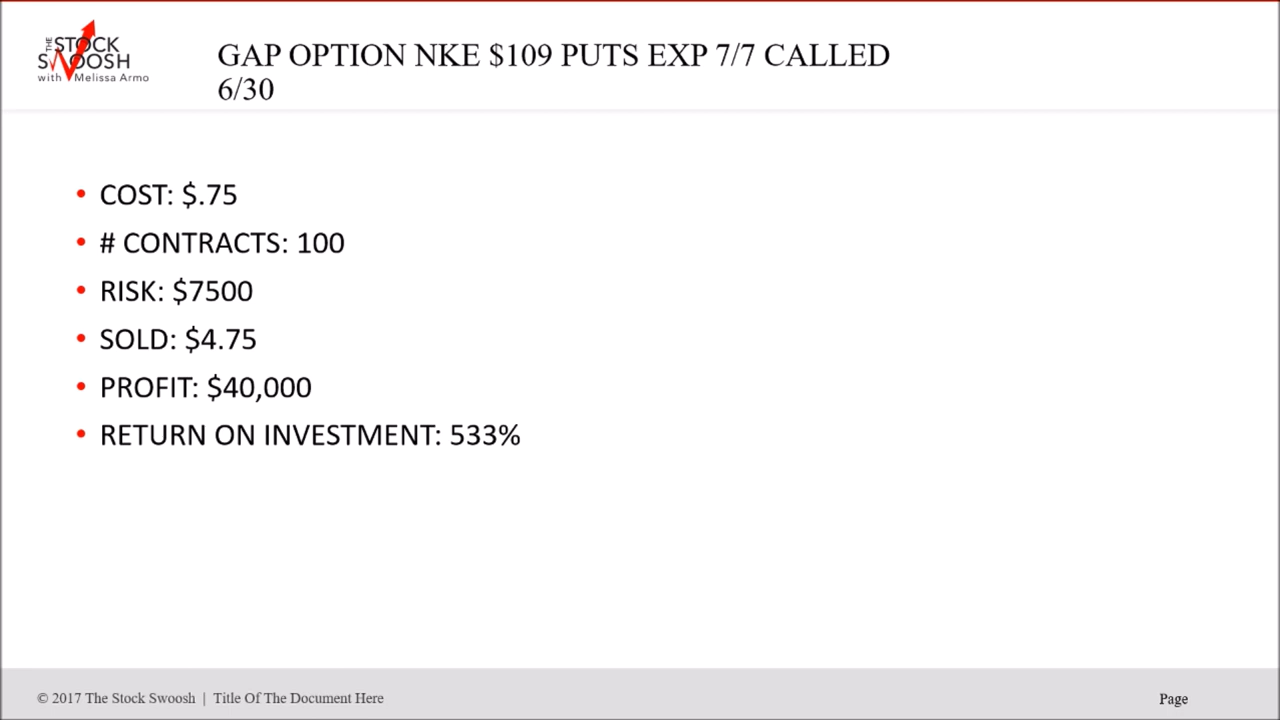 THE STOCK
SWOOSH
with Melissa Armo
GAP OPTION NKE $109 PUTS EXP 7/7 CALLED
6/30
• COST: $.75
• # CONTRACTS: 100
• RISK: $7500
• SOLD: $4.75
• PROFIT: $40,000
• RETURN ON INVESTMENT: 533%
© 2017 The Stock Swoosh | Title Of The Document Here
Page